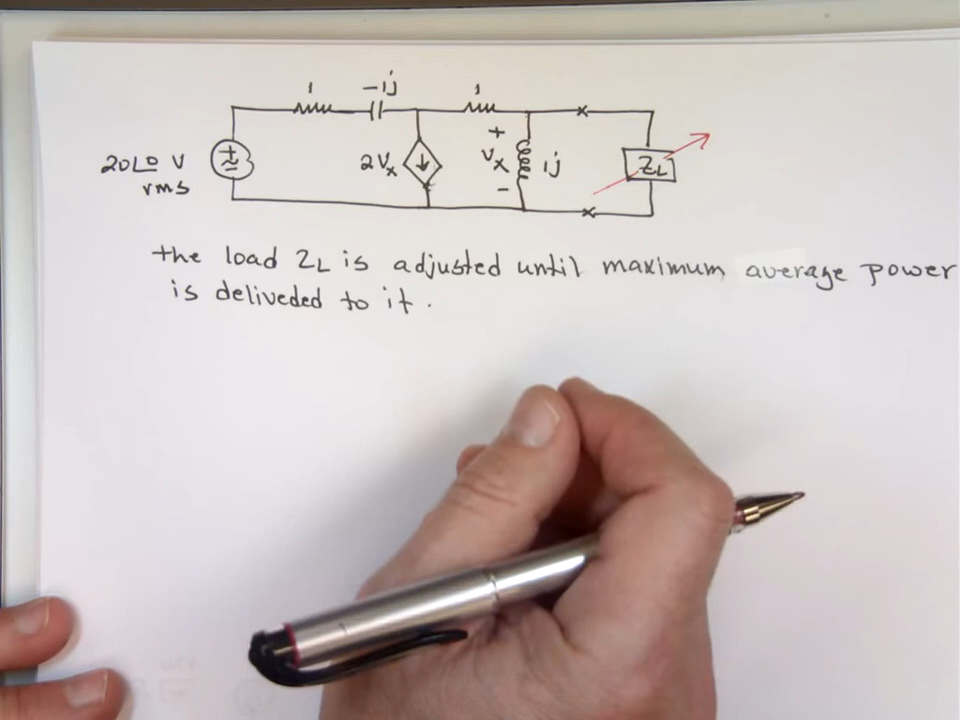 1
-1j
1
20∠0 V
rms
2Vx
+
Vx
-
1j
ZL
the load ZL is adjusted until maximum average power
is deliveded to it.